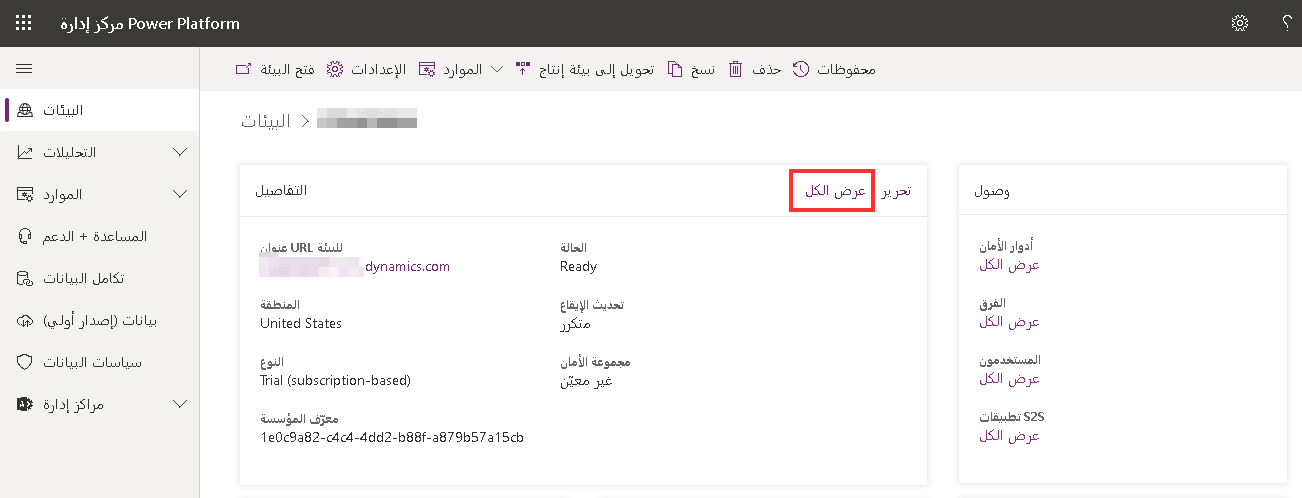 مركز إدارة Power Platform
فتح البيئة
الإعدادات
الموارد
تحويل إلى بيئة إنتاج
نسخ
حذف
محفوظات
البيئات
التحليلات
الموارد
المساعدة + الدعم
تكامل البيانات
بيانات (إصدار أولي)
سياسات البيانات
مراكز إدارة
البيئات >
التفاصيل
عرض الكل
تحرير
للبيئة URL عنوان
dynamics.com
المنطقة
United States
النوع
Trial (subscription-based)
معرّف المؤسسة
1e0c9a82-c4c4-4dd2-b88f-a879b57a15cb
الحالة
Ready
تحديث الإيقاع
متكرر
مجموعة الأمان
غير معيّن
وصول
أدوار الأمان
عرض الكل
الفرق
عرض الكل
المستخدمون
عرض الكل
S2S تطبيقات
عرض الكل